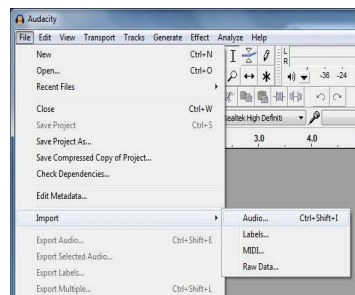 Audacity
File Edit View Transport Tracks Generate Effect Analyze Help
New Ctrl+N
Open... Ctrl+O
Recent Files
Close Ctrl+W
Save Project Ctrl+S
Save Project As...
Save Compressed Copy of Project...
Check Dependencies...
Edit Metadata...
Import
Export Audio... Ctrl+Shift+E
Export Selected Audio...
Export Labels...
Export Multiple... Ctrl+Shift+L
L
R
-36 -24
Realtek High Definiti
3.0 4.0
Audio... Ctrl+Shift+I
Labels...
MIDI...
Raw Data...